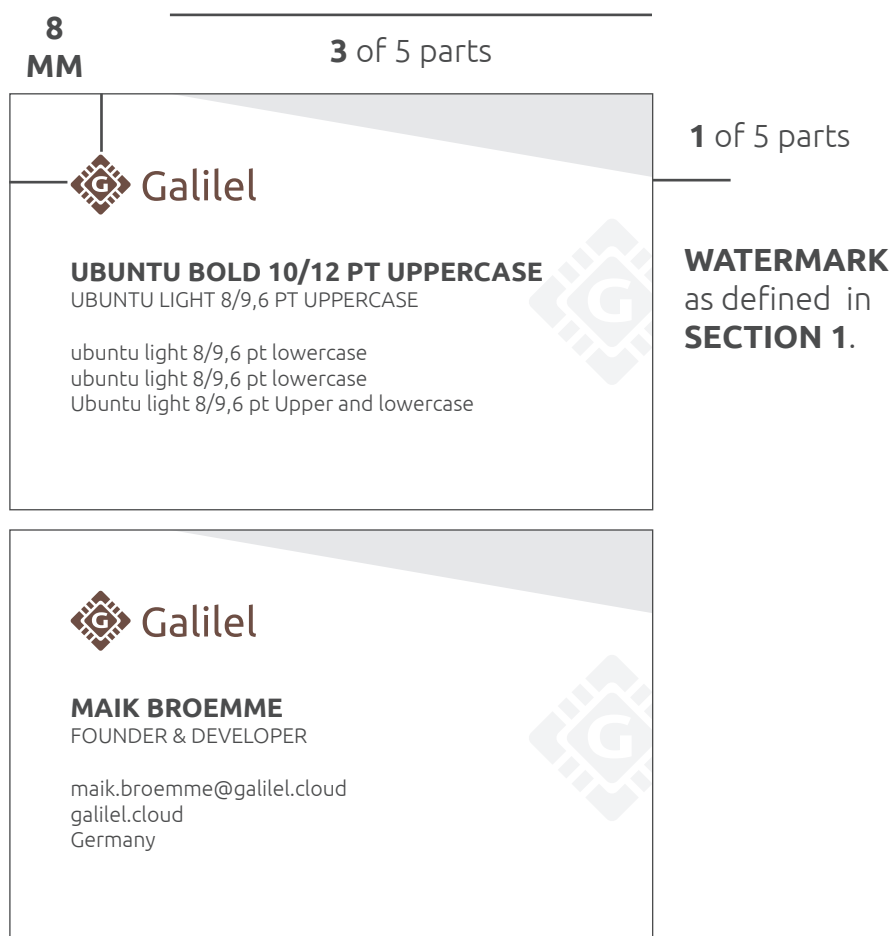 8
MM
3 of 5 parts
1 of 5 parts
G Galilel
UBUNTU BOLD 10/12 PT UPPERCASE
UBUNTU LIGHT 8/9,6 PT UPPERCASE
ubuntu light 8/9,6 pt lowercase
ubuntu light 8/9,6 pt lowercase
Ubuntu light 8/9,6 pt Upper and lowercase
G
WATERMARK
as defined in
SECTION 1.
G Galilel
MAIK BROEMME
FOUNDER & DEVELOPER
maik.broemme@galilel.cloud
galilel.cloud
Germany
G